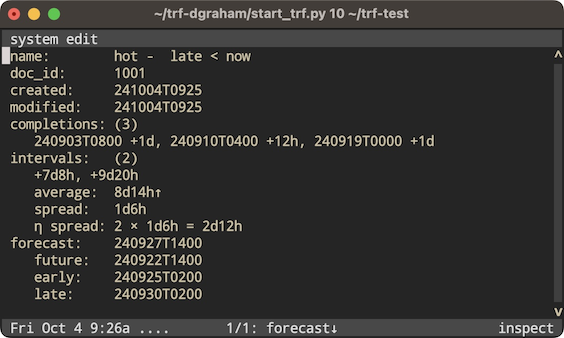 ~/trf-dgraham/start_trf.py 10 ~/trf-test
system edit
name:        hot -  late < now
doc_id:      1001
created:     241004T0925
modified:    241004T0925
completions: (3)
   240903T0800 +1d, 240910T0400 +12h, 240919T0000 +1d
intervals:   (2)
   +7d8h, +9d20h
   average:  8d14h↑
   spread:   1d6h
   η spread: 2 × 1d6h = 2d12h
forecast:    240927T1400
   future:   240922T1400
   early:    240925T0200
   late:     240930T0200
Fri Oct 4 9:26a ....       1/1: forecast↓       inspect